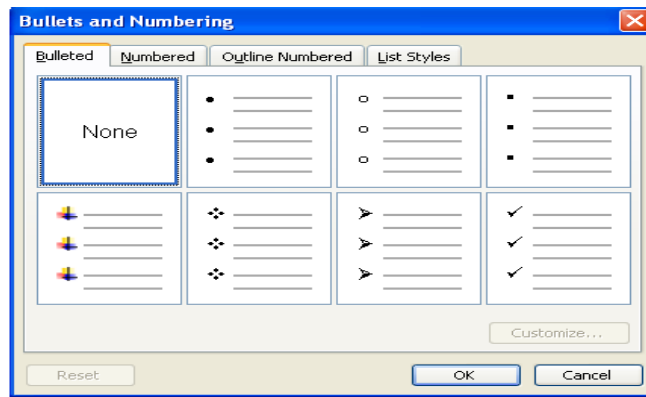 Bullets and Numbering
Bulleted Numbered Outline Numbered List Styles
None
Customize...
Reset OK Cancel